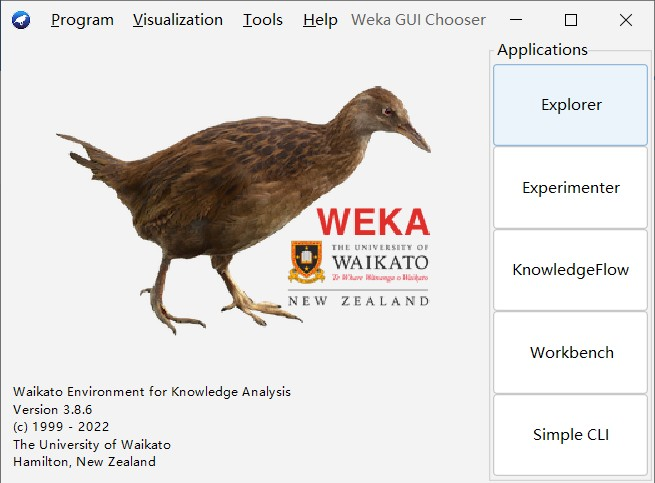 Program Visualization Tools Help Weka GUI Chooser
Applications
Explorer
Experimenter
KnowledgeFlow
Workbench
Simple CLI
WEKA
THE UNIVERSITY OF
WAIKATO
Te Whare Wānanga o Waikato
NEW ZEALAND
Waikato Environment for Knowledge Analysis
Version 3.8.6
(c) 1999 - 2022
The University of Waikato
Hamilton, New Zealand